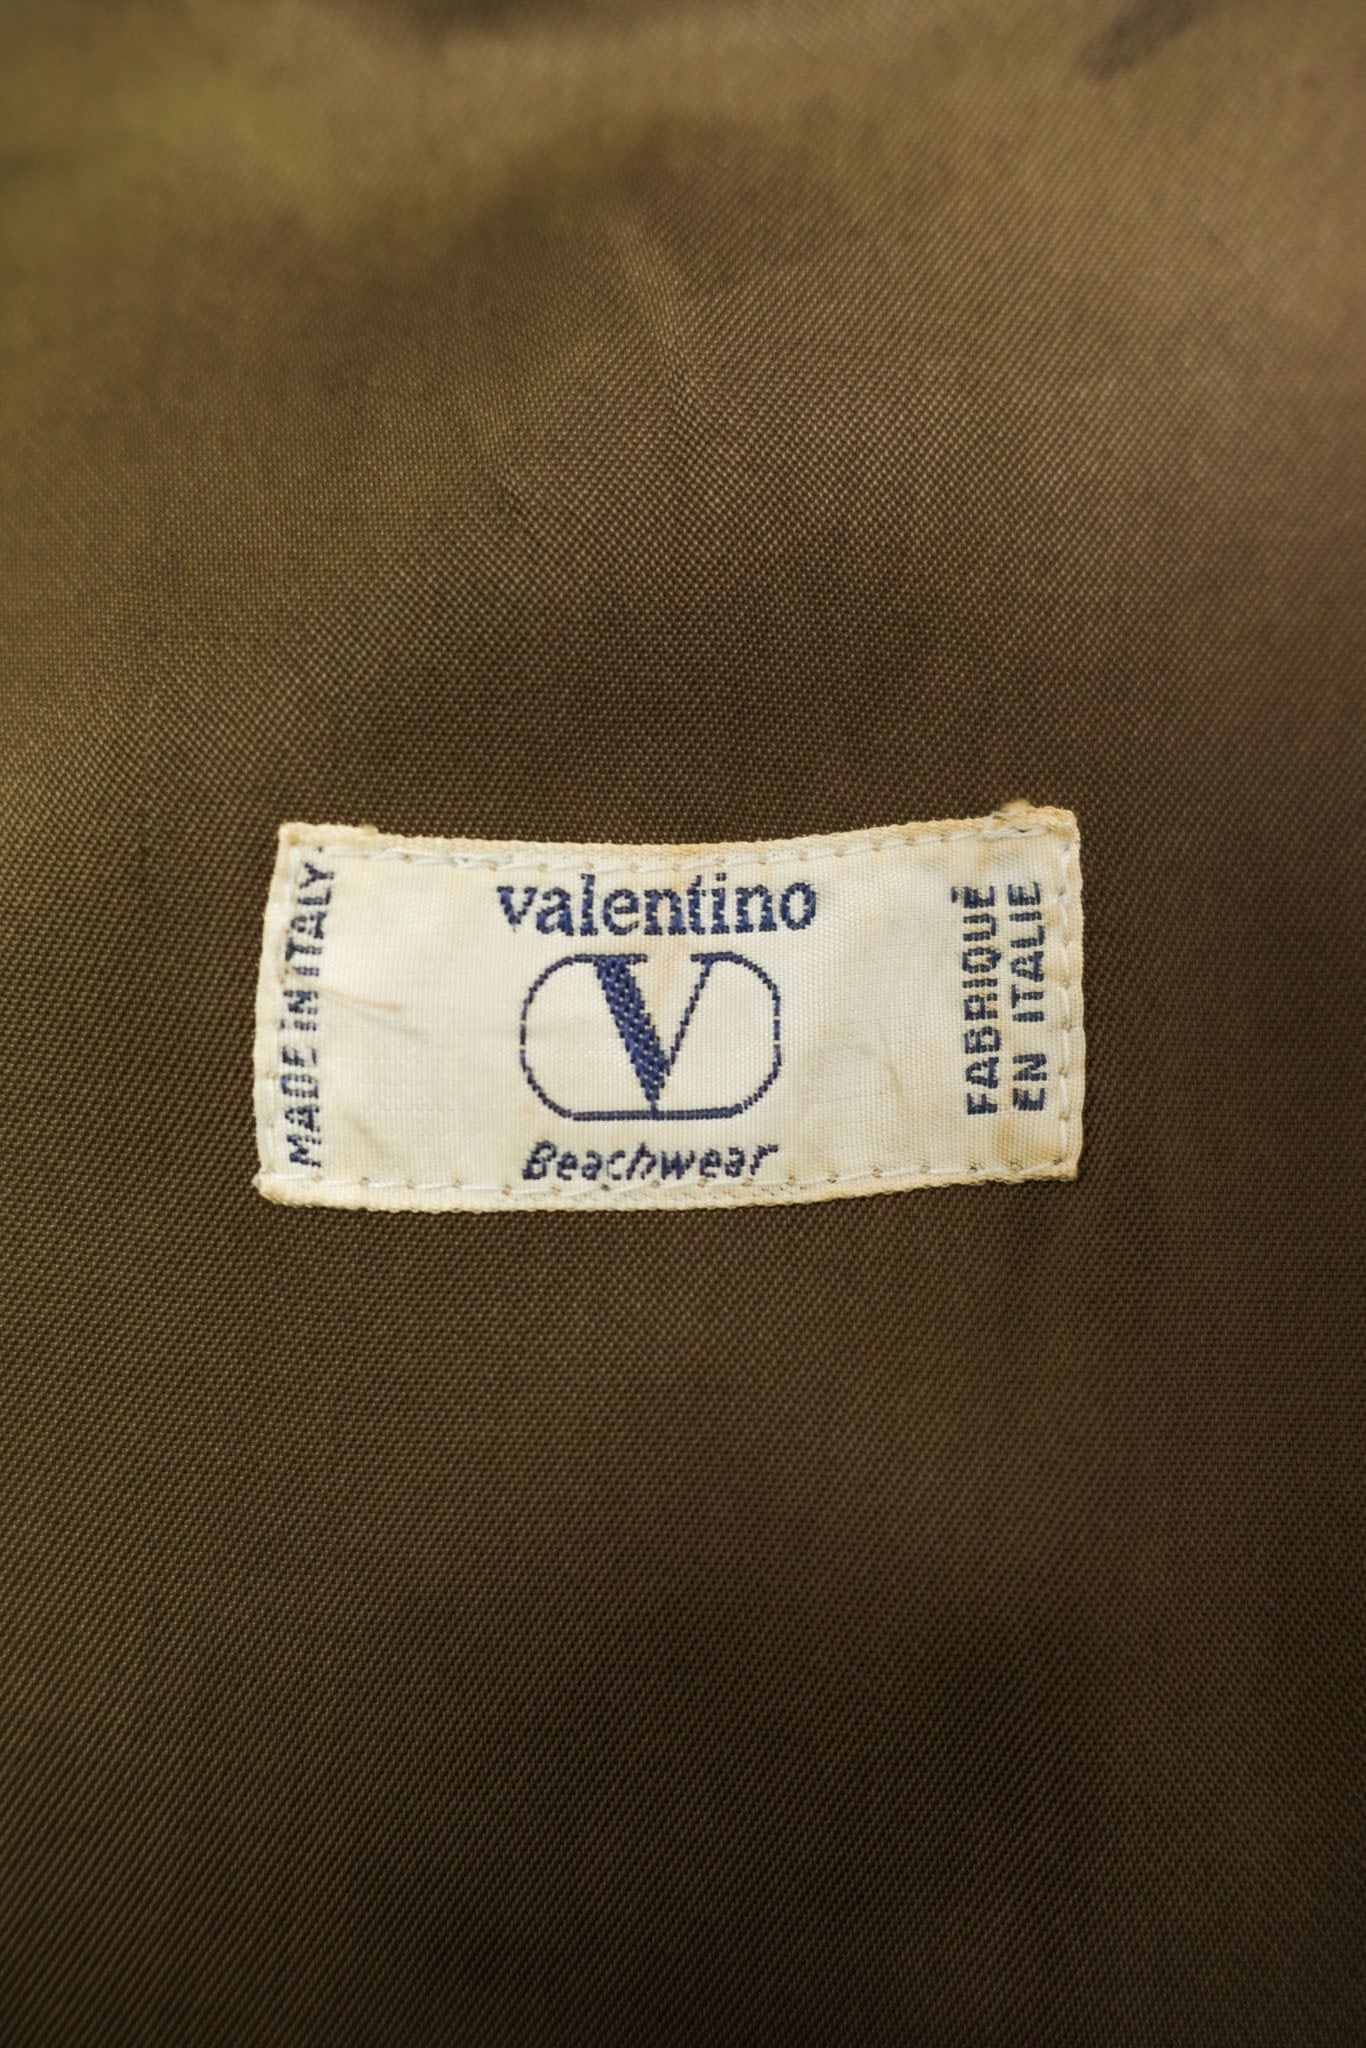 MADE IN ITALY
valentino
V
Beachwear
FABRIQUÉ
EN ITALIE